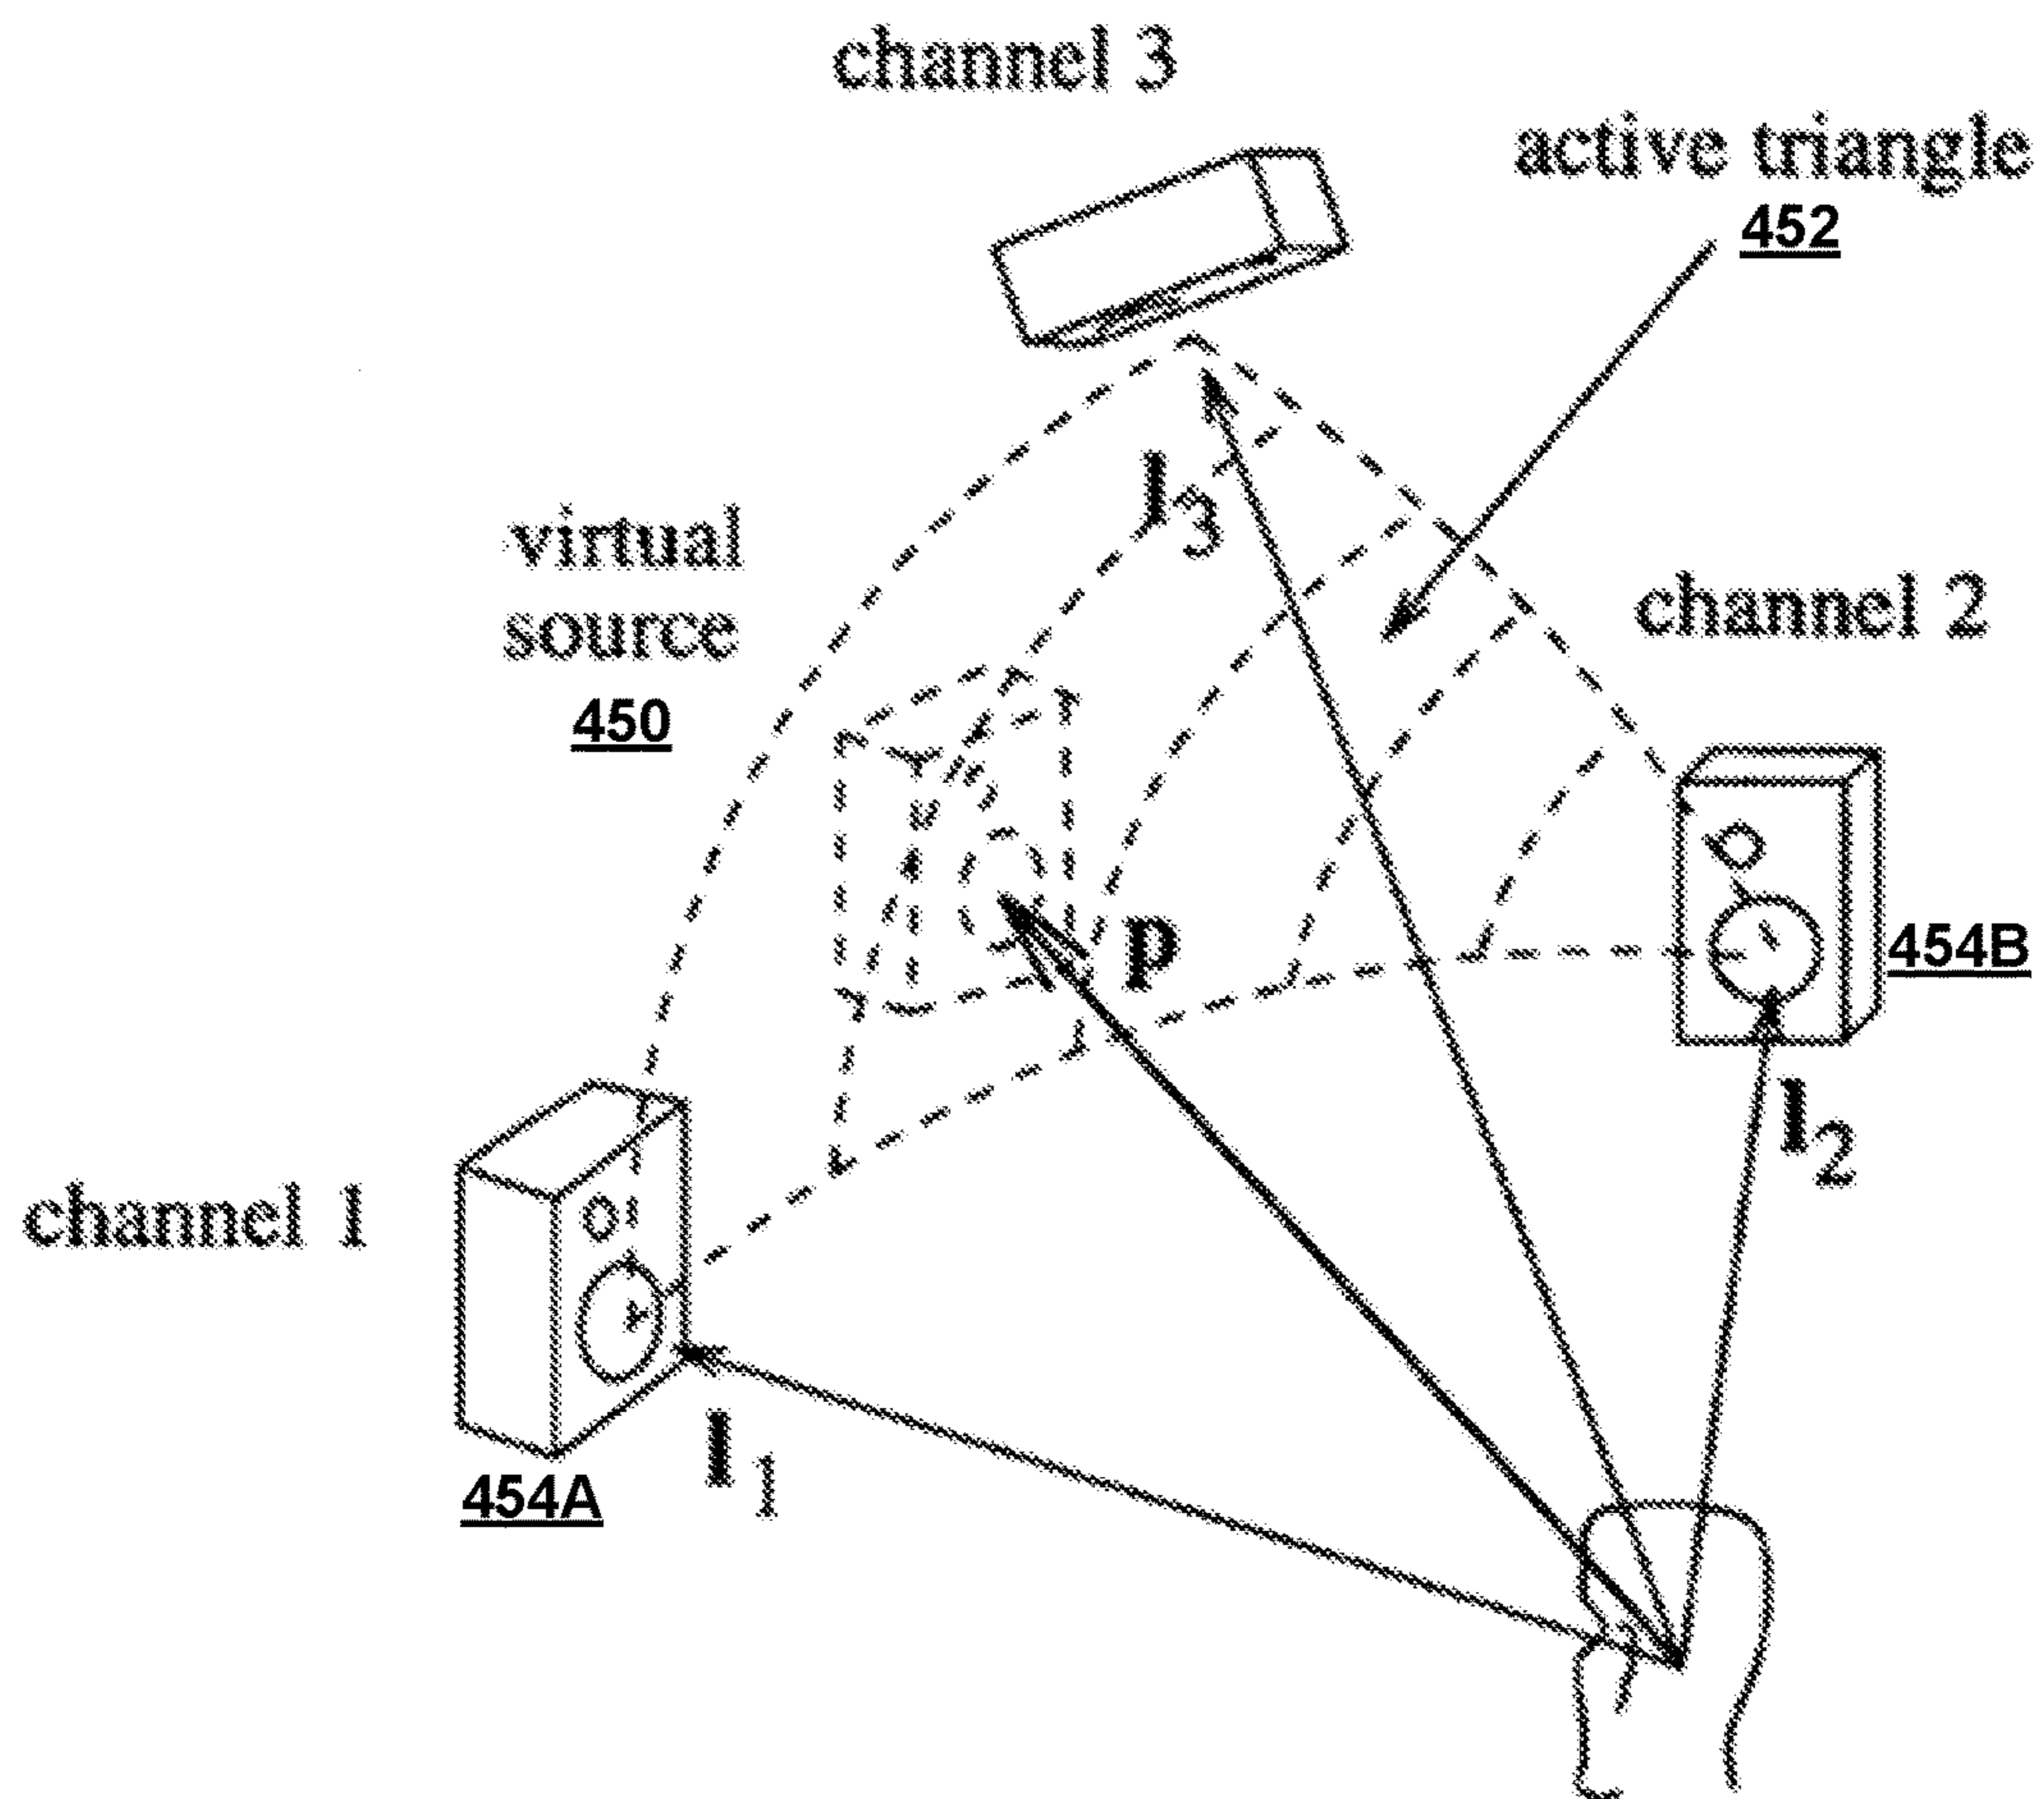 channel 3
active triangle
452
virtual
source
450
channel 2
l3
p
454B
l2
channel 1
l1
454A